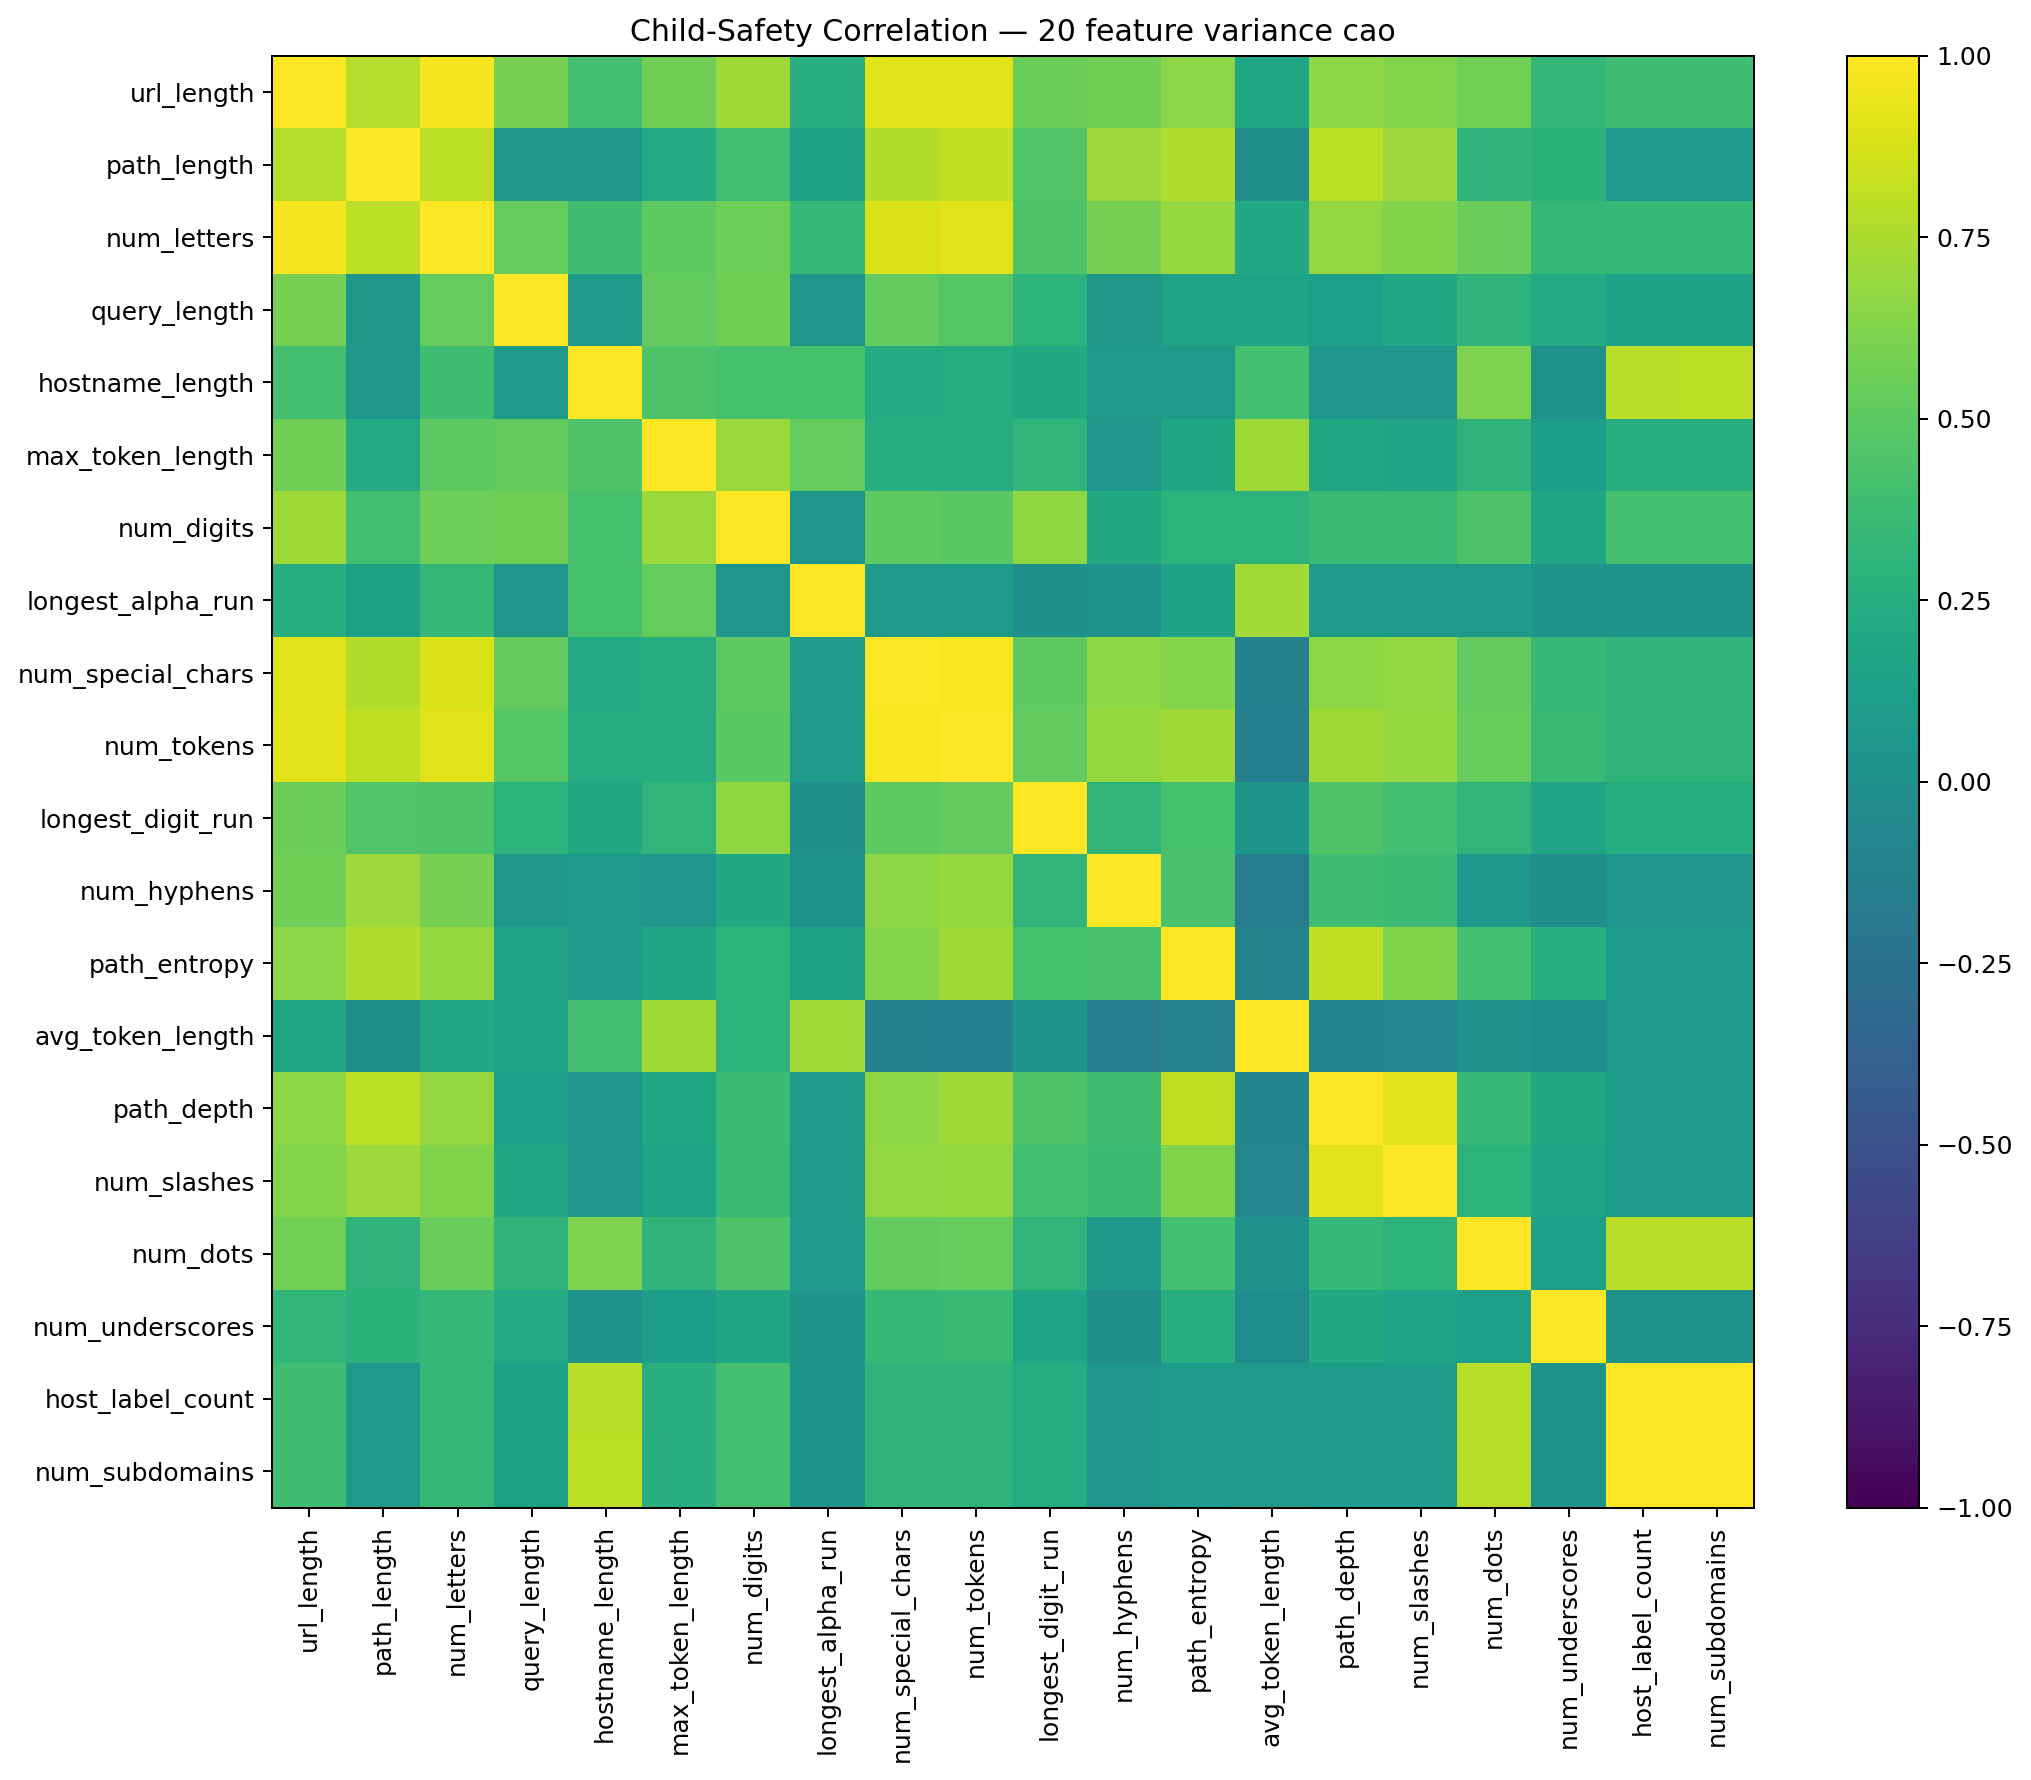 Child-Safety Correlation — 20 feature variance cao
url_length
path_length
num_letters
query_length
hostname_length
max_token_length
num_digits
longest_alpha_run
num_special_chars
num_tokens
longest_digit_run
num_hyphens
path_entropy
avg_token_length
path_depth
num_slashes
num_dots
num_underscores
host_label_count
num_subdomains
url_length
path_length
num_letters
query_length
hostname_length
max_token_length
num_digits
longest_alpha_run
num_special_chars
num_tokens
longest_digit_run
num_hyphens
path_entropy
avg_token_length
path_depth
num_slashes
num_dots
num_underscores
host_label_count
num_subdomains
1.00
0.75
0.50
0.25
0.00
−0.25
−0.50
−0.75
−1.00